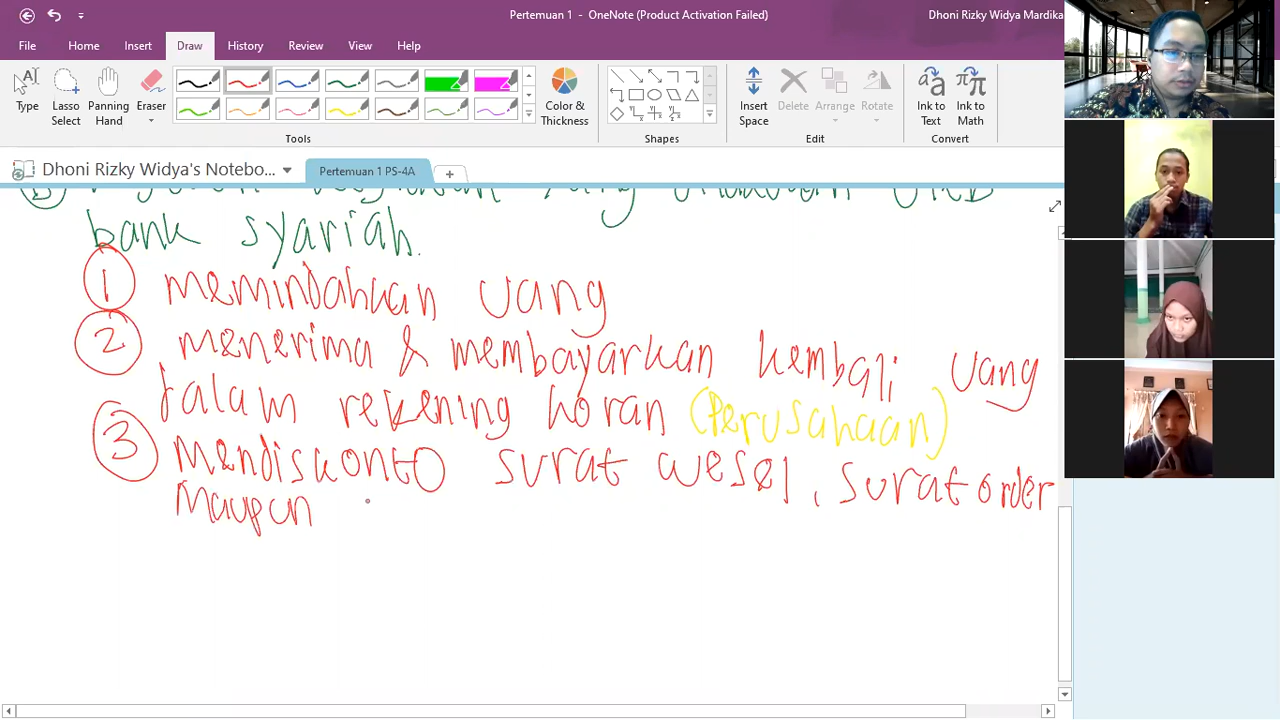 Pertemuan 1 - OneNote (Product Activation Failed)
Dhoni Rizky Widya Mardika
File Home Insert Draw History Review View Help
Type Lasso Select Panning Hand Eraser
Color & Thickness
Insert Space Delete Arrange Rotate
Ink to Text Ink to Math
Tools Shapes Edit Convert
Dhoni Rizky Widya's Notebo...
Pertemuan 1 PS-4A
yang
bank syariah.
1 memindahkan uang
2 menerima & membayarkan kembali uang
dalam rekening koran (Perusahaan)
3 mendiskonto surat wesel, surat order
maupun